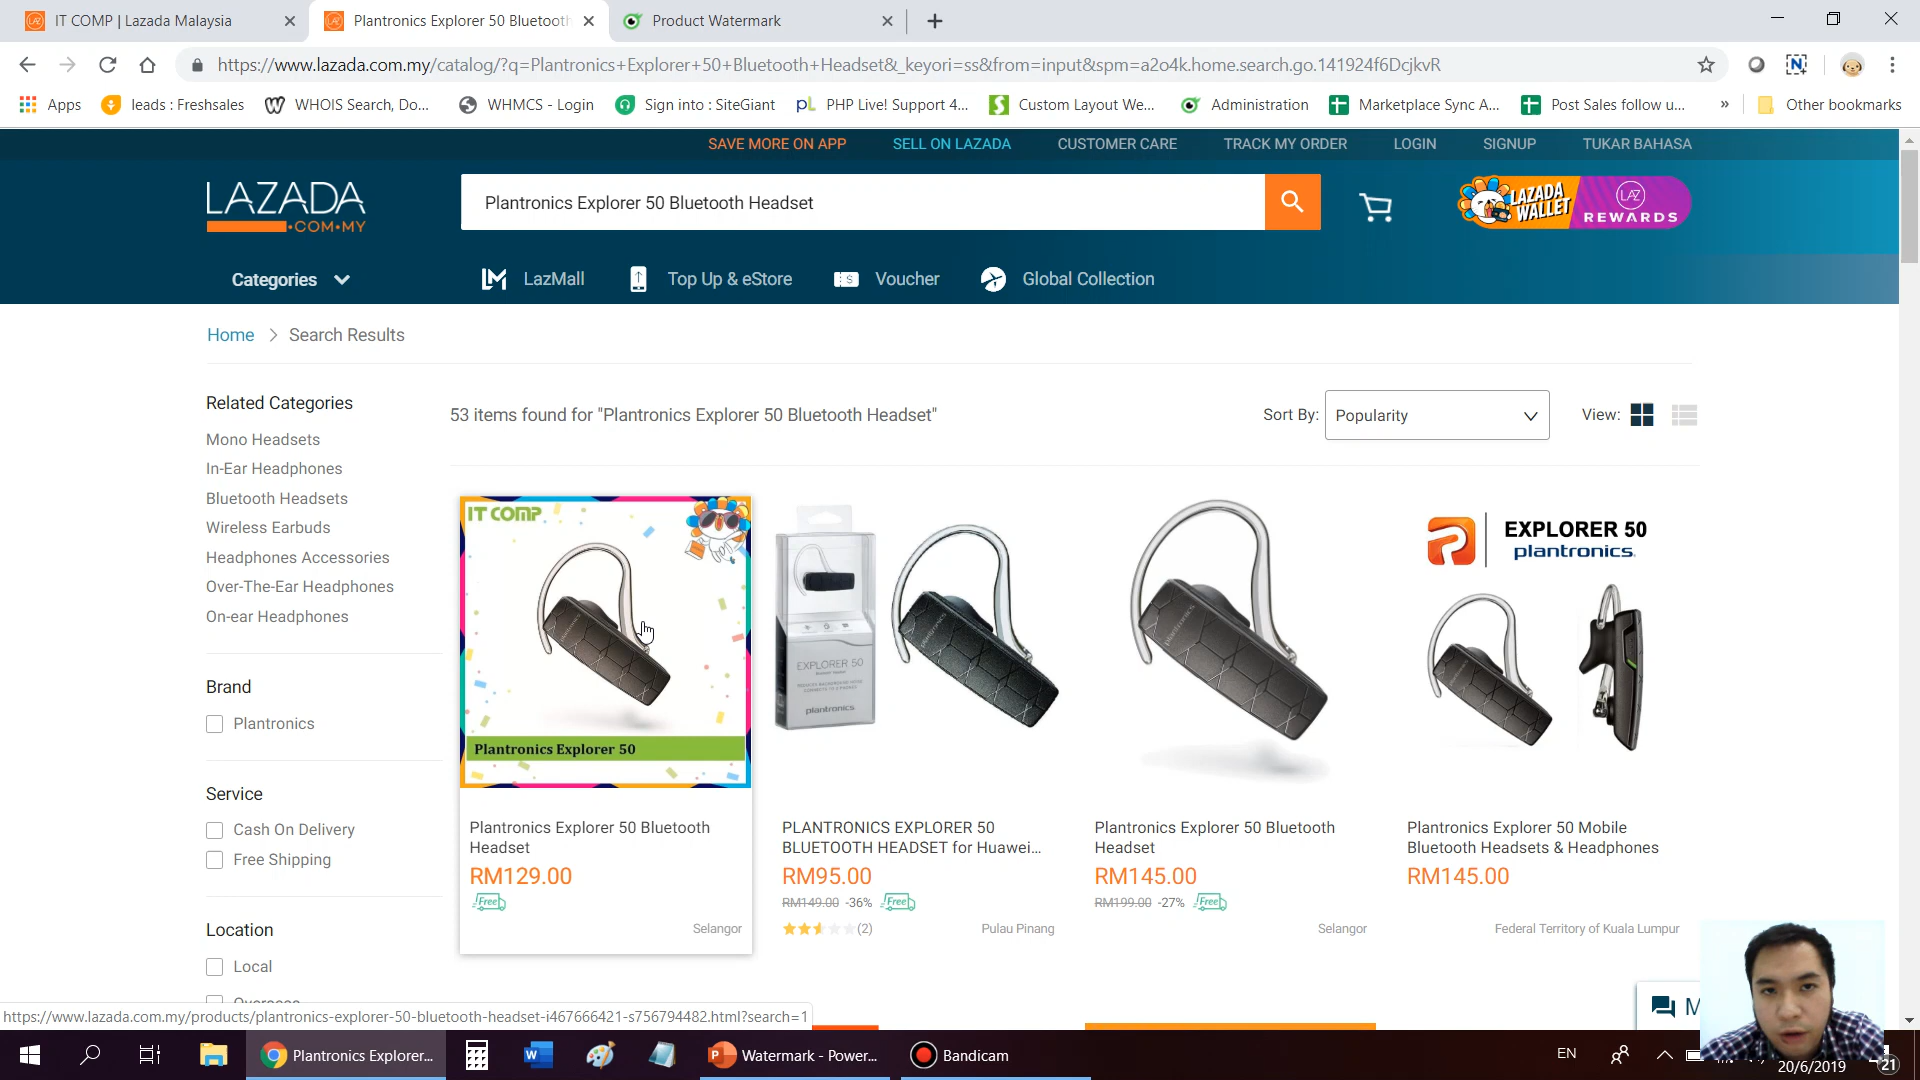 IT COMP | Lazada Malaysia
Plantronics Explorer 50 Bluetooth
Product Watermark
https://www.lazada.com.my/catalog/?q=Plantronics+Explorer+50+Bluetooth+Headset&_keyori=ss&from=input&spm=a2o4k.home.search.go.141924f6DcjkvR
Apps
leads : Freshsales
WHOIS Search, Do...
WHMCS - Login
Sign into : SiteGiant
PHP Live! Support 4...
Custom Layout We...
Administration
Marketplace Sync A...
Post Sales follow u...
»
Other bookmarks
SAVE MORE ON APP
SELL ON LAZADA
CUSTOMER CARE
TRACK MY ORDER
LOGIN
SIGNUP
TUKAR BAHASA
LAZADA
.COM.MY
Plantronics Explorer 50 Bluetooth Headset
LAZADA
WALLET
LAZ
REWARDS
Categories
LazMall
Top Up & eStore
Voucher
Global Collection
Home > Search Results
Related Categories
Mono Headsets
In-Ear Headphones
Bluetooth Headsets
Wireless Earbuds
Headphones Accessories
Over-The-Ear Headphones
On-ear Headphones
Brand
Plantronics
Service
Cash On Delivery
Free Shipping
Location
Local
Overseas
53 items found for "Plantronics Explorer 50 Bluetooth Headset"
Sort By:
Popularity
View:
IT COMP
Plantronics Explorer 50
Plantronics Explorer 50 Bluetooth
Headset
RM129.00
Free
Selangor
EXPLORER 50
plantronics
PLANTRONICS EXPLORER 50
BLUETOOTH HEADSET for Huawei...
RM95.00
RM149.00 -36% Free
(2)
Pulau Pinang
plantronics
Plantronics Explorer 50 Bluetooth
Headset
RM145.00
RM199.00 -27% Free
Selangor
EXPLORER 50
plantronics.
Plantronics Explorer 50 Mobile
Bluetooth Headsets & Headphones
RM145.00
Federal Territory of Kuala Lumpur
https://www.lazada.com.my/products/plantronics-explorer-50-bluetooth-headset-i467666421-s756794482.html?search=1
Plantronics Explorer...
Watermark - Power...
Bandicam
EN
20/6/2019
21